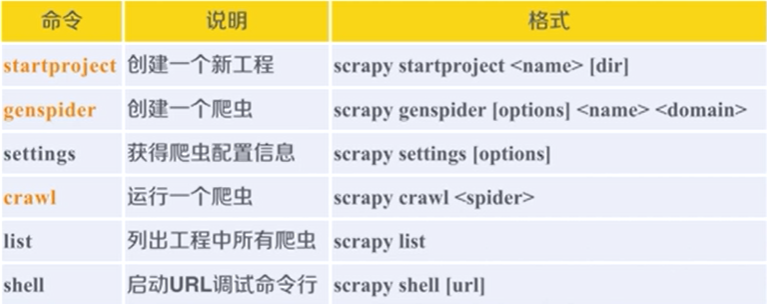 命令 说明 格式
startproject 创建一个新工程 scrapy startproject <name> [dir]
genspider 创建一个爬虫 scrapy genspider [options] <name> <domain>
settings 获得爬虫配置信息 scrapy settings [options]
crawl 运行一个爬虫 scrapy crawl <spider>
list 列出工程中所有爬虫 scrapy list
shell 启动URL调试命令行 scrapy shell [url]